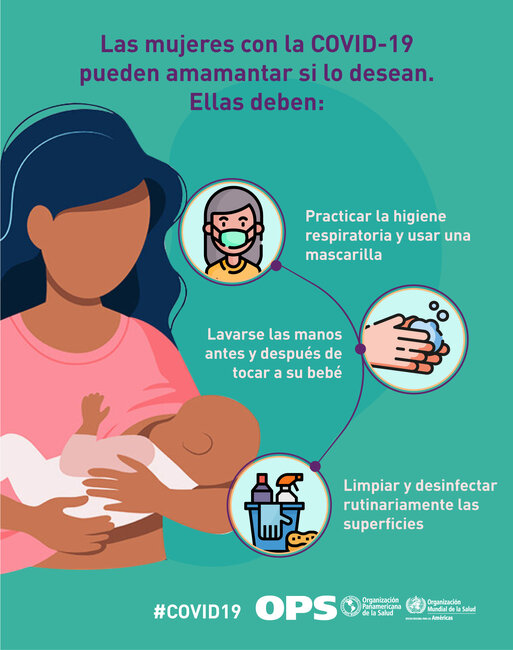 Las mujeres con la COVID-19
pueden amamantar si lo desean.
Ellas deben:
Practicar la higiene
respiratoria y usar una
mascarilla
Lavarse las manos
antes y después de
tocar a su bebé
Limpiar y desinfectar
rutinariamente las
superficies
#COVID19
OPS
Organización
Panamericana
de la Salud
Organización
Mundial de la Salud
Américas